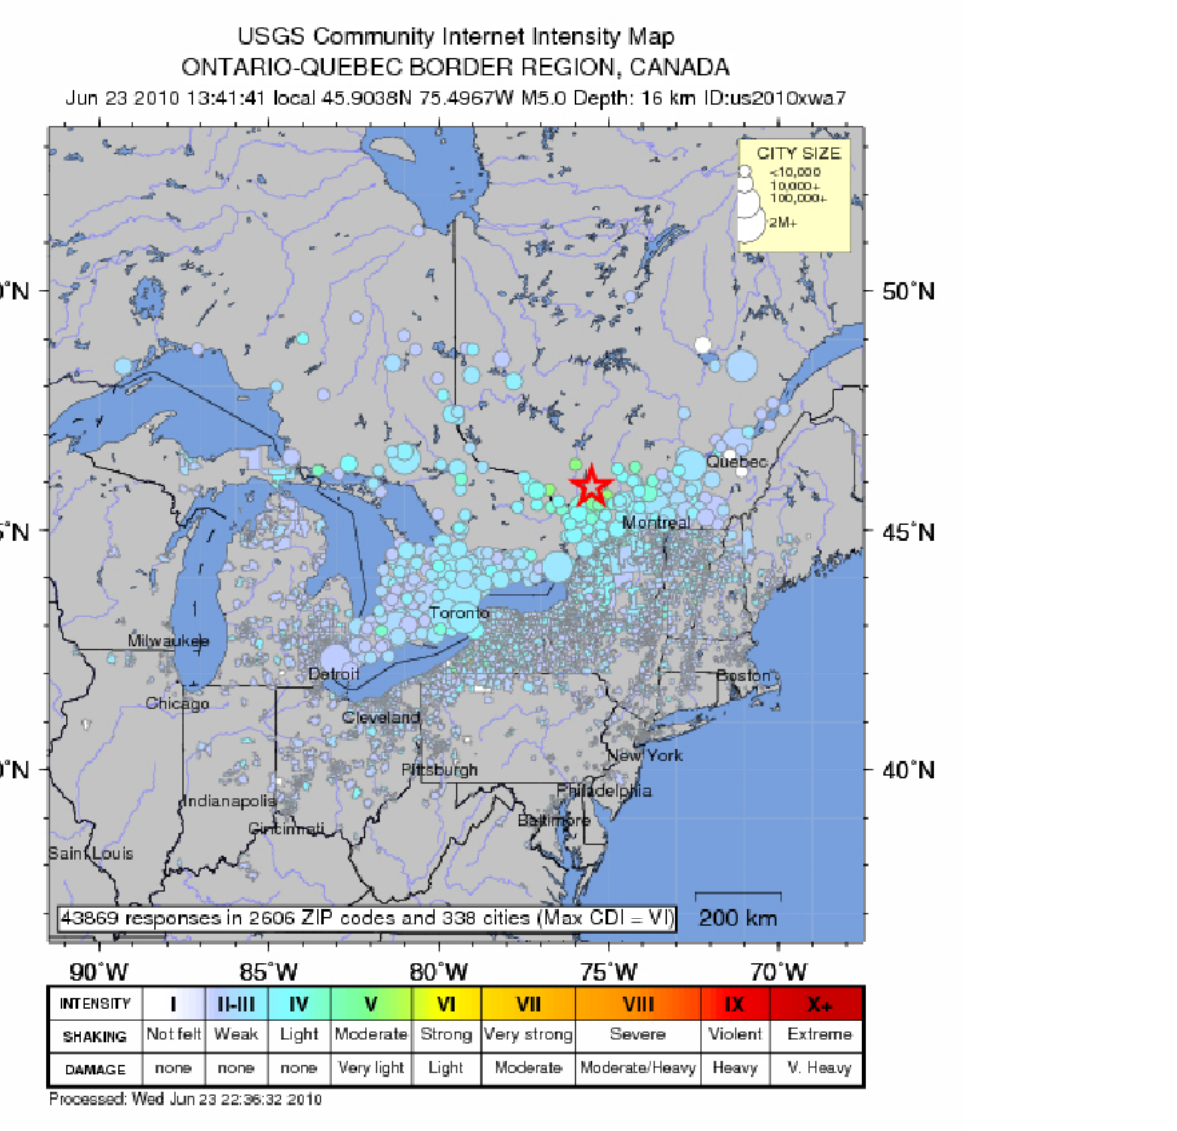 USGS Community Internet Intensity Map
ONTARIO-QUEBEC BORDER REGION, CANADA
Jun 23 2010 13:41:41 local 45.9038N 75.4967W M5.0 Depth: 16 km ID:us2010xwa7
CITY SIZE
<10,000
10,000+
100,000+
2M+
0˚N
50˚N
Quebec
Montreal
5˚N
45˚N
Toronto
Milwaukee
Detroit
Boston
Chicago
Cleveland
New York
0˚N
Pittsburgh
40˚N
Philadelphia
Indianapolis
Baltimore
Cincinnati
Saint Louis
43869 responses in 2606 ZIP codes and 338 cities (Max CDI = VI)
200 km
90˚W 85˚W 80˚W 75˚W 70˚W
INTENSITY I II-III IV V VI VII VIII IX X+
SHAKING Not felt Weak Light Moderate Strong Very strong Severe Violent Extreme
DAMAGE none none none Very light Light Moderate Moderate/Heavy Heavy V. Heavy
Processed: Wed Jun 23 22:36:32 2010